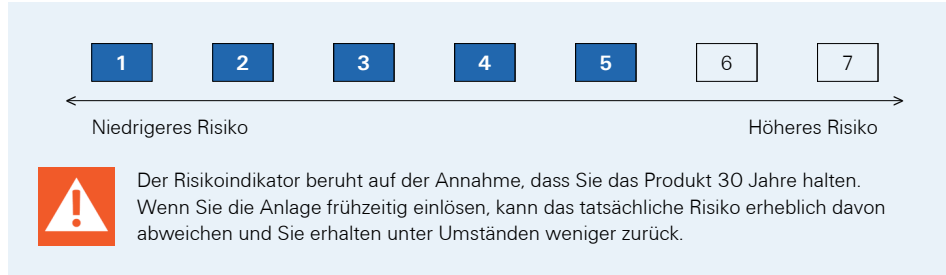 1 2 3 4 5 6 7
Niedrigeres Risiko Höheres Risiko
Der Risikoindikator beruht auf der Annahme, dass Sie das Produkt 30 Jahre halten.
Wenn Sie die Anlage frühzeitig einlösen, kann das tatsächliche Risiko erheblich davon
abweichen und Sie erhalten unter Umständen weniger zurück.